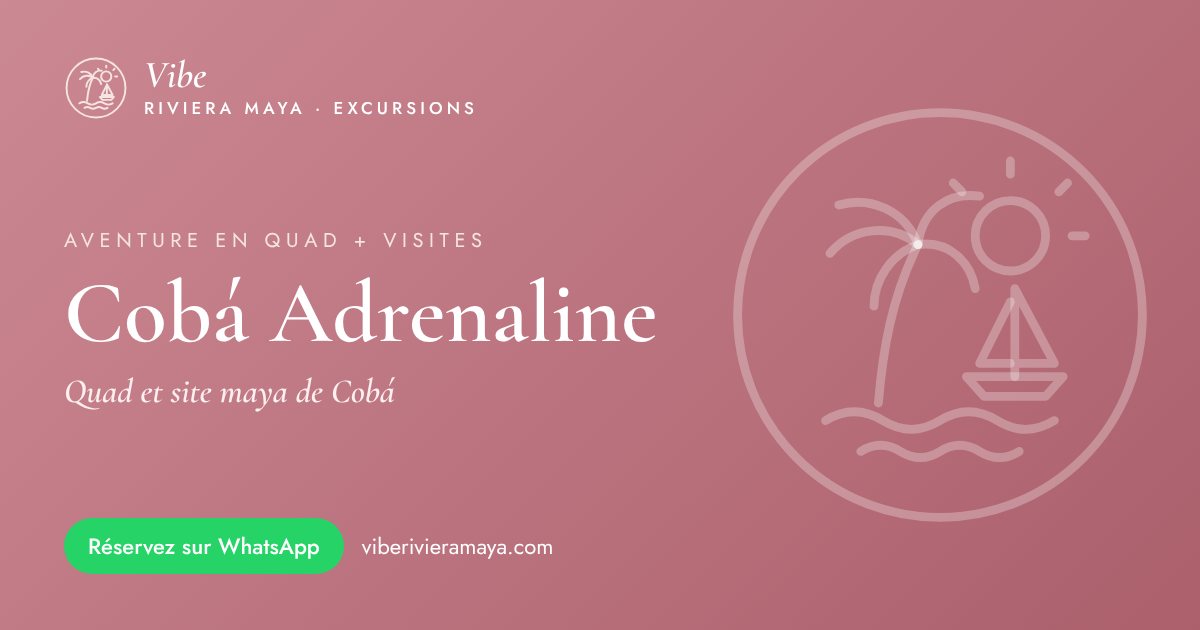 Vibe
RIVIERA MAYA · EXCURSIONS
AVENTURE EN QUAD + VISITES
Cobá Adrenaline
Quad et site maya de Cobá
Réservez sur WhatsApp
viberivieramaya.com